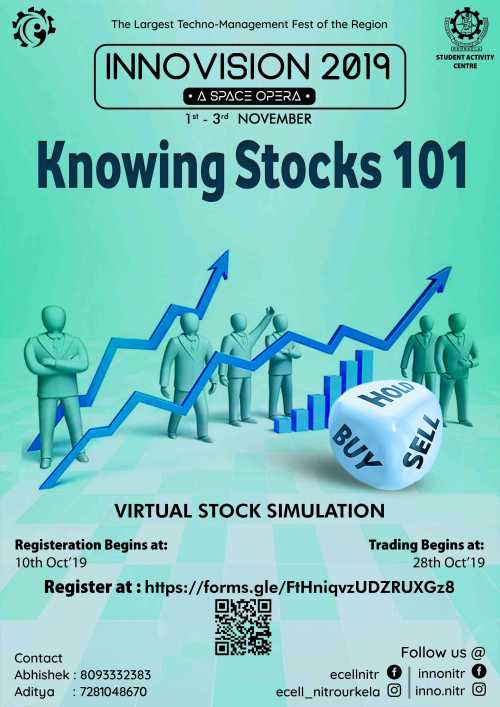 The Largest Techno-Management Fest of the Region
STUDENT ACTIVITY
CENTRE
INNOVISION 2019
• A SPACE OPERA •
1st - 3rd NOVEMBER
Knowing Stocks 101
HOLD
BUY
SELL
VIRTUAL STOCK SIMULATION
Registeration Begins at:
10th Oct'19
Trading Begins at:
28th Oct'19
Register at : https://forms.gle/FtHniqvzUDZRUXGz8
Contact
Abhishek : 8093332383
Aditya : 7281048670
Follow us @
ecellnitr | innonitr
ecell_nitrourkela | inno.nitr